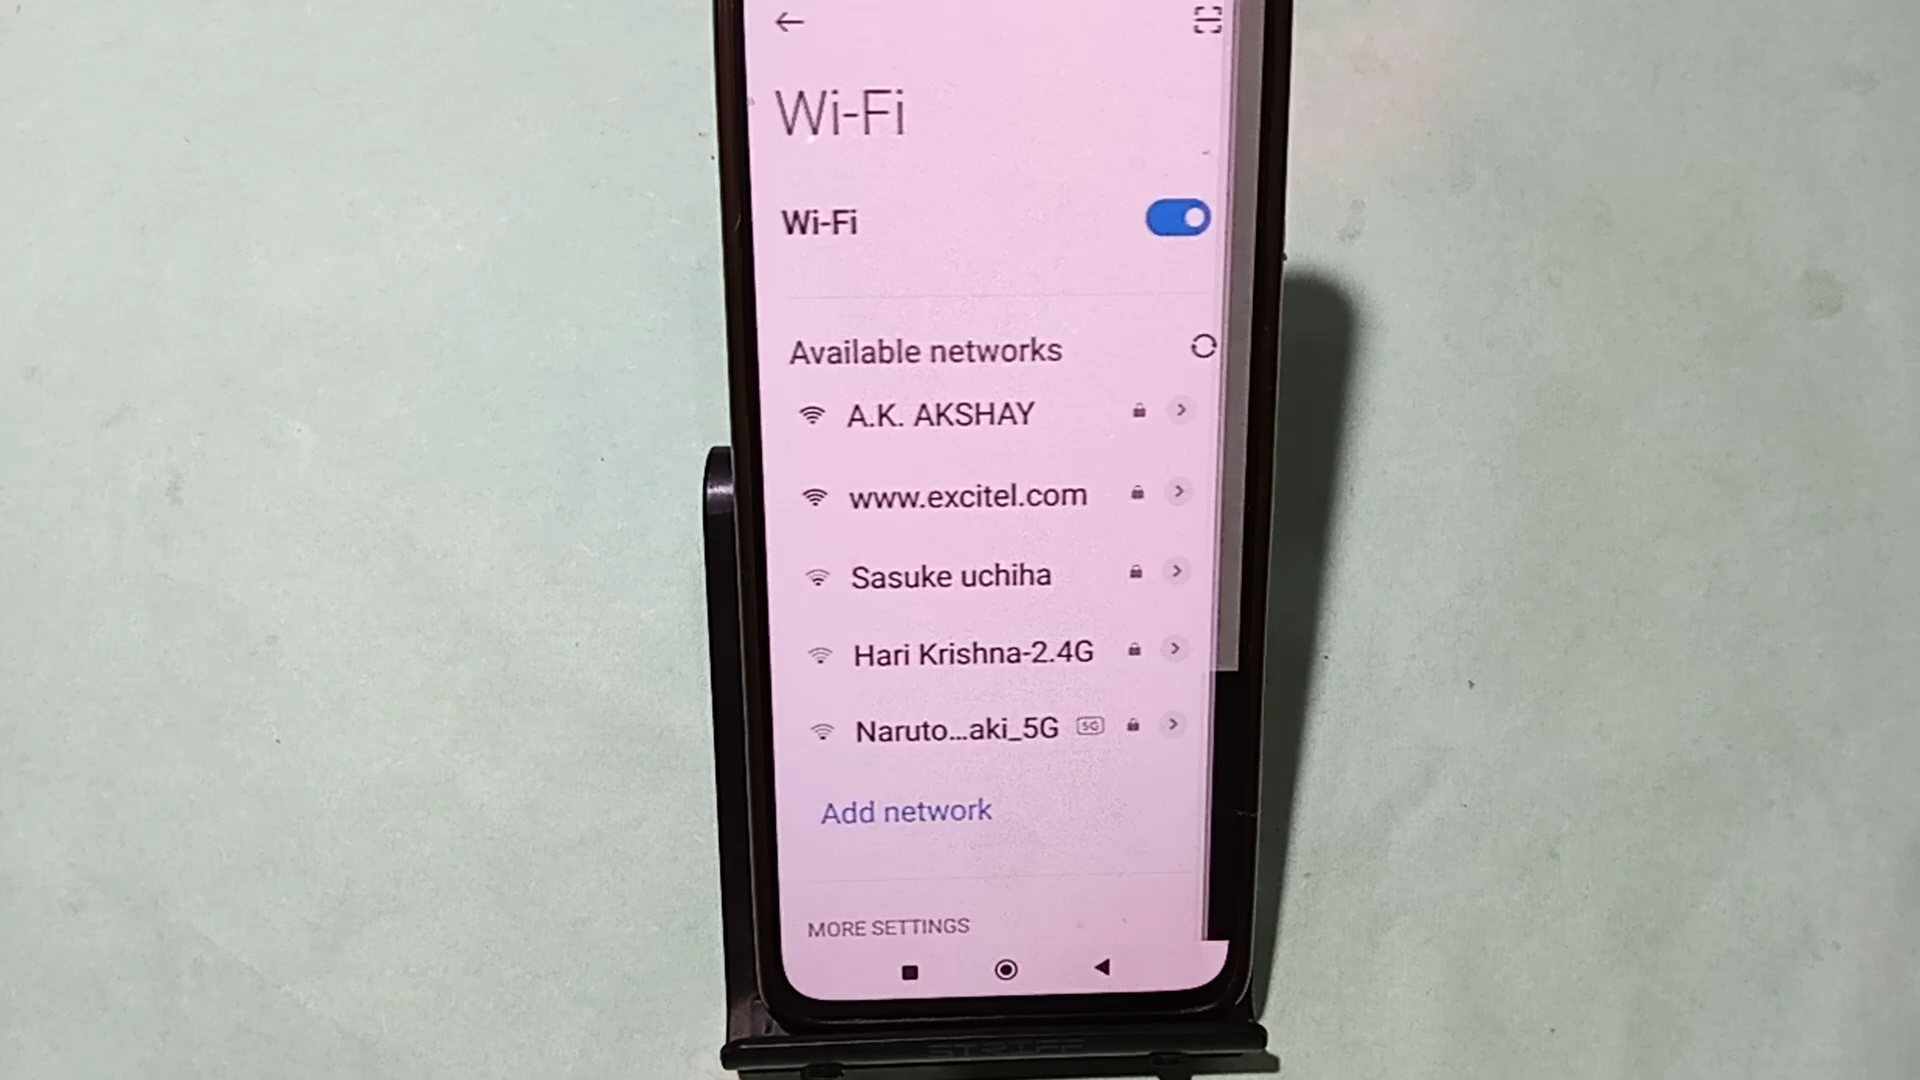 Wi-Fi
Wi-Fi
Available networks
A.K. AKSHAY
www.excitel.com
Sasuke uchiha
Hari Krishna-2.4G
Naruto...aki_5G 5G
Add network
MORE SETTINGS